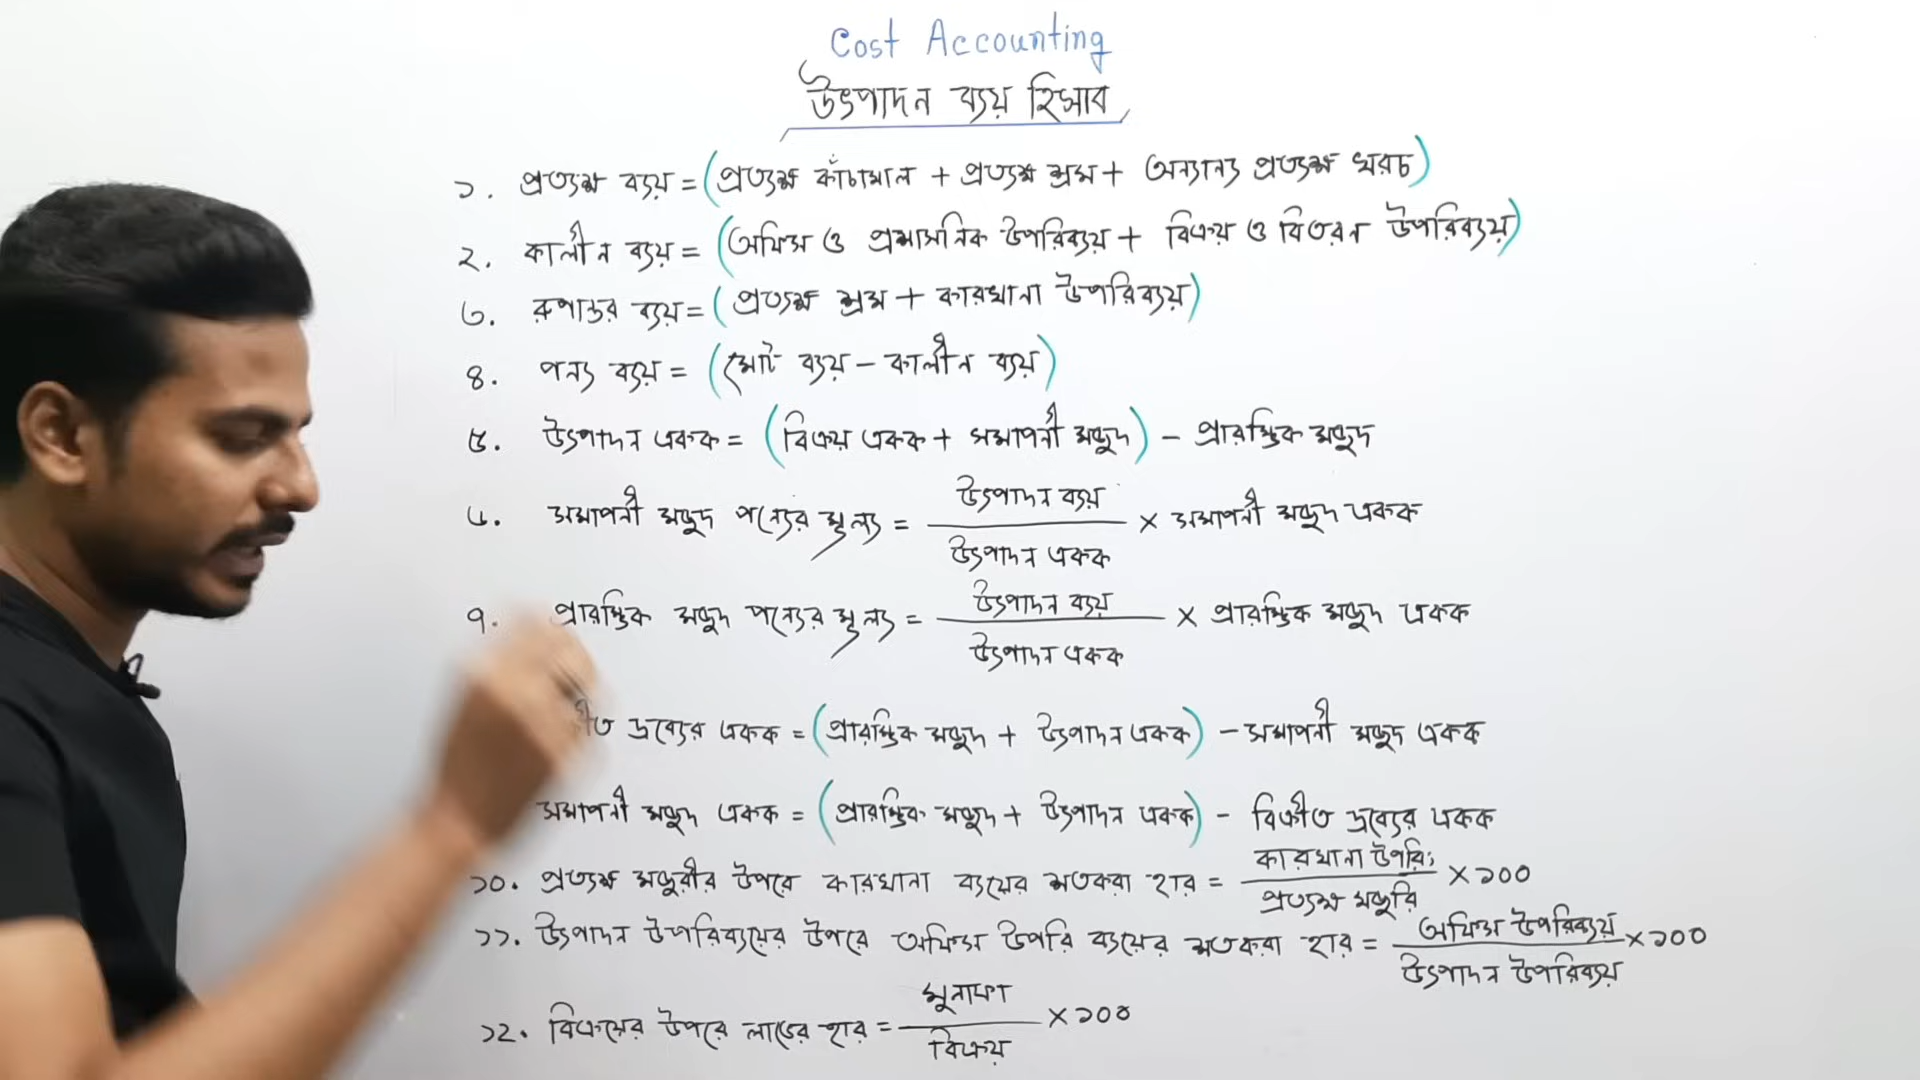 Cost Accounting
উৎপাদন ব্যয় হিসাব
১. প্রত্যক্ষ ব্যয় = (প্রত্যক্ষ কাঁচামাল + প্রত্যক্ষ শ্রম + অন্যান্য প্রত্যক্ষ খরচ)
২. কালীন ব্যয় = (অফিস ও প্রশাসনিক উপরিব্যয় + বিক্রয় ও বিতরন উপরিব্যয়)
৩. রুপান্তর ব্যয় = (প্রত্যক্ষ শ্রম + কারখানা উপরিব্যয়)
৪. পন্য ব্যয় = (মোট ব্যয় - কালীন ব্যয়)
৫. উৎপাদন একক = (বিক্রয় একক + সমাপনী মজুদ) - প্রারম্ভিক মজুদ
৬. সমাপনী মজুদ পন্যের মূল্য = উৎপাদন ব্যয় / উৎপাদন একক × সমাপনী মজুদ একক
৭. প্রারম্ভিক মজুদ পন্যের মূল্য = উৎপাদন ব্যয় / উৎপাদন একক × প্রারম্ভিক মজুদ একক
দ্রব্যের একক = (প্রারম্ভিক মজুদ + উৎপাদন একক) - সমাপনী মজুদ একক
সমাপনী মজুদ একক = (প্রারম্ভিক মজুদ + উৎপাদন একক) - বিক্রীত দ্রব্যের একক
১০. প্রত্যক্ষ মজুরীর উপরে কারখানা ব্যয়ের শতকরা হার = কারখানা উপরিঃ / প্রত্যক্ষ মজুরি × ১০০
১১. উৎপাদন উপরিব্যয়ের উপরে অফিস উপরি ব্যয়ের শতকরা হার = অফিস উপরিব্যয় / উৎপাদন উপরিব্যয় × ১০০
১২. বিক্রয়ের উপরে লাভের হার = মুনাফা / বিক্রয় × ১০০